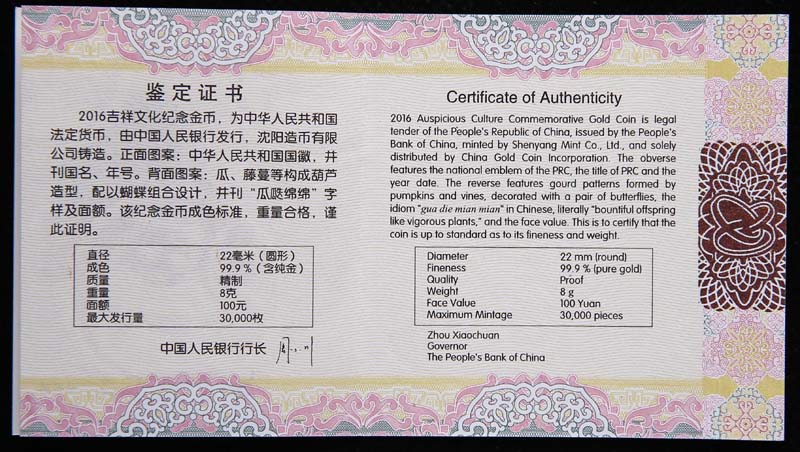 鉴定证书
2016吉祥文化纪念金币，为中华人民共和国
法定货币，由中国人民银行发行，沈阳造币有限
公司铸造。正面图案：中华人民共和国国徽，并
刊国名、年号。背面图案：瓜、藤蔓等构成葫芦
造型，配以蝴蝶组合设计，并刊“瓜瓞绵绵”字
样及面额。该纪念金币成色标准，重量合格，谨
此证明。
直径 22毫米（圆形）
成色 99.9％（含纯金）
质量 精制
重量 8克
面额 100元
最大发行量 30,000枚
中国人民银行行长
Certificate of Authenticity
2016 Auspicious Culture Commemorative Gold Coin is legal
tender of the People's Republic of China, issued by the People's
Bank of China, minted by Shenyang Mint Co., Ltd., and solely
distributed by China Gold Coin Incorporation. The obverse
features the national emblem of the PRC, the title of PRC and the
year date. The reverse features gourd patterns formed by
pumpkins and vines, decorated with a pair of butterflies, the
idiom "gua die mian mian" in Chinese, literally "bountiful offspring
like vigorous plants," and the face value. This is to certify that the
coin is up to standard as to its fineness and weight.
Diameter 22 mm (round)
Fineness 99.9% (pure gold)
Quality Proof
Weight 8 g
Face Value 100 Yuan
Maximum Mintage 30,000 pieces
Zhou Xiaochuan
Governor
The People's Bank of China